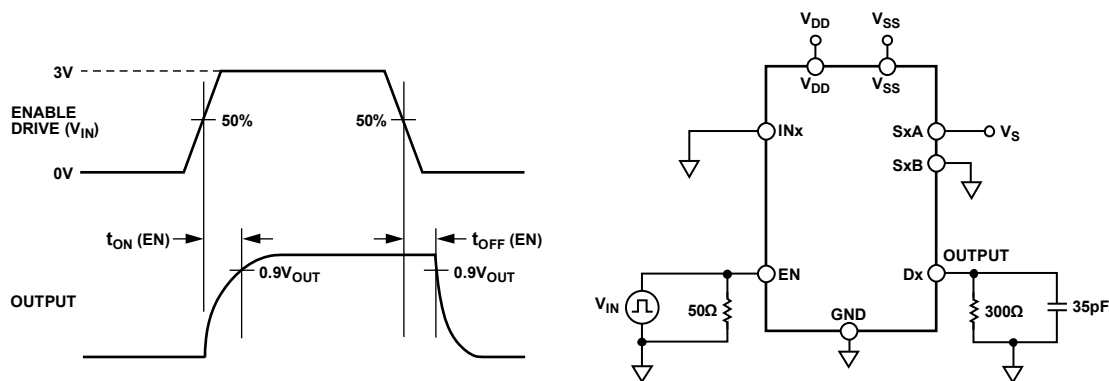 3V
ENABLE
DRIVE (VIN)
50%
50%
0V
tON (EN)
tOFF (EN)
0.9VOUT
0.9VOUT
OUTPUT
VDD
VSS
VDD
VSS
INx
SxA
VS
SxB
OUTPUT
EN
Dx
VIN
50Ω
GND
300Ω
35pF